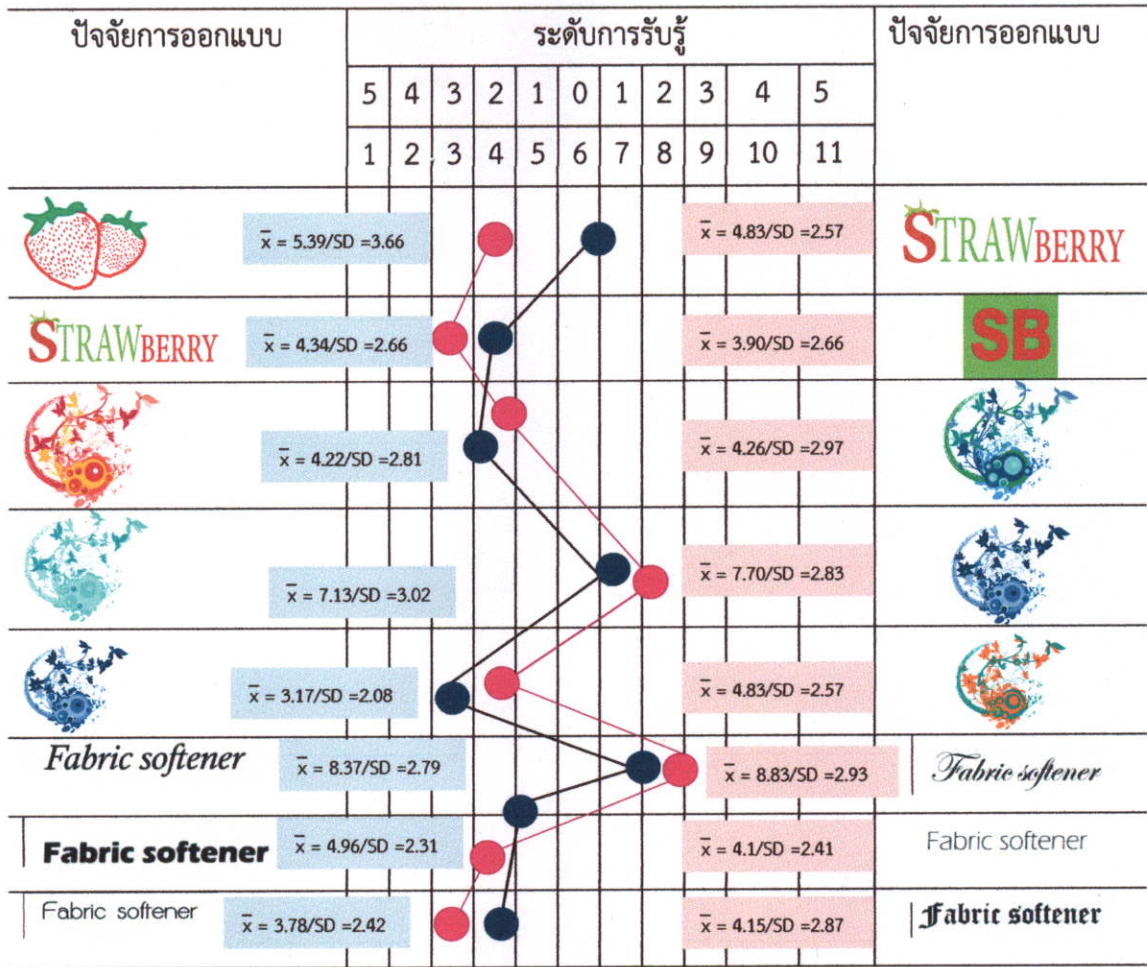 ปัจจัยการออกแบบ ระดับการรับรู้ ปัจจัยการออกแบบ
5 4 3 2 1 0 1 2 3 4 5
1 2 3 4 5 6 7 8 9 10 11
x̄ = 5.39/SD =3.66 x̄ = 4.83/SD =2.57 STRAWBERRY
STRAWBERRY x̄ = 4.34/SD =2.66 x̄ = 3.90/SD =2.66 SB
x̄ = 4.22/SD =2.81 x̄ = 4.26/SD =2.97
x̄ = 7.13/SD =3.02 x̄ = 7.70/SD =2.83
x̄ = 3.17/SD =2.08 x̄ = 4.83/SD =2.57
Fabric softener x̄ = 8.37/SD =2.79 x̄ = 8.83/SD =2.93 Fabric softener
Fabric softener x̄ = 4.96/SD =2.31 x̄ = 4.1/SD =2.41 Fabric softener
Fabric softener x̄ = 3.78/SD =2.42 x̄ = 4.15/SD =2.87 Fabric softener